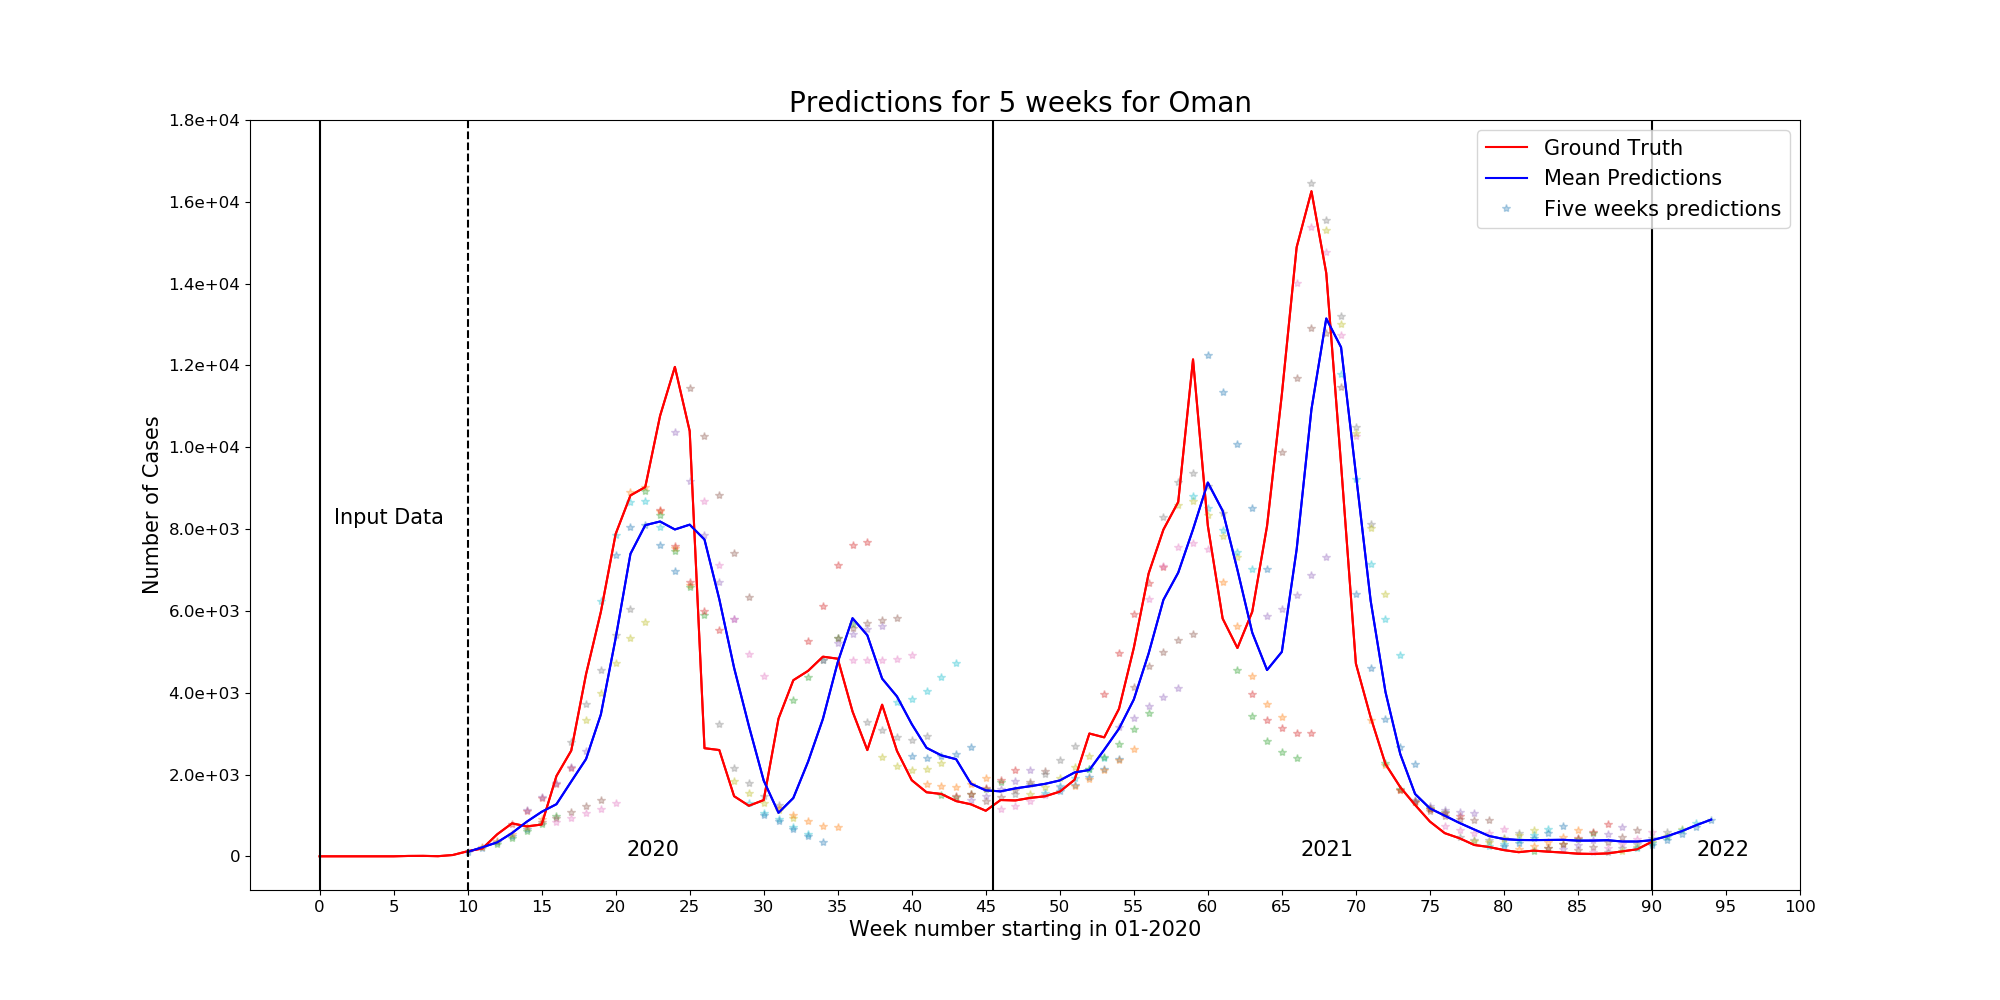 Predictions for 5 weeks for Oman
1.8e+04
1.6e+04
1.4e+04
1.2e+04
1.0e+04
8.0e+03
6.0e+03
4.0e+03
2.0e+03
0
Number of Cases
Ground Truth
Mean Predictions
Five weeks predictions
Input Data
2020
2021
2022
0 5 10 15 20 25 30 35 40 45 50 55 60 65 70 75 80 85 90 95 100
Week number starting in 01-2020